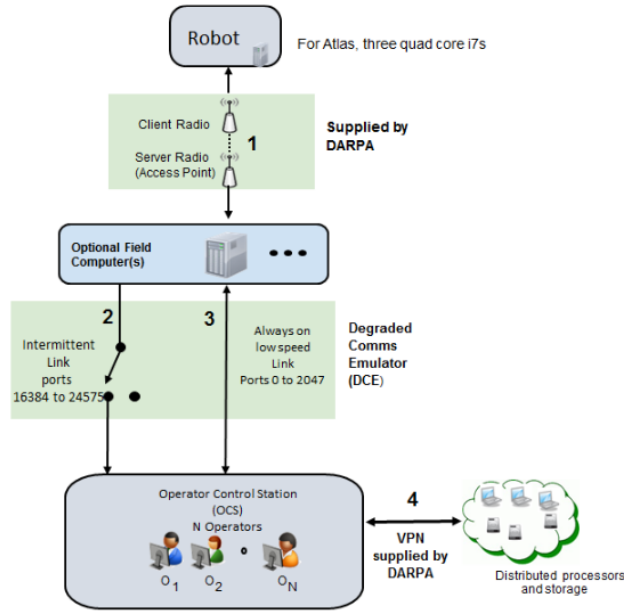 Robot
For Atlas, three quad core i7s
Client Radio
1
Server Radio
(Access Point)
Supplied by
DARPA
Optional Field
Computer(s)
2
3
Intermittent
Link
ports
16384 to 24575
Always on
low speed
Link
Ports 0 to 2047
Degraded
Comms
Emulator
(DCE)
Operator Control Station
(OCS)
N Operators
O1
O2
ON
4
VPN
supplied by
DARPA
Distributed processors
and storage